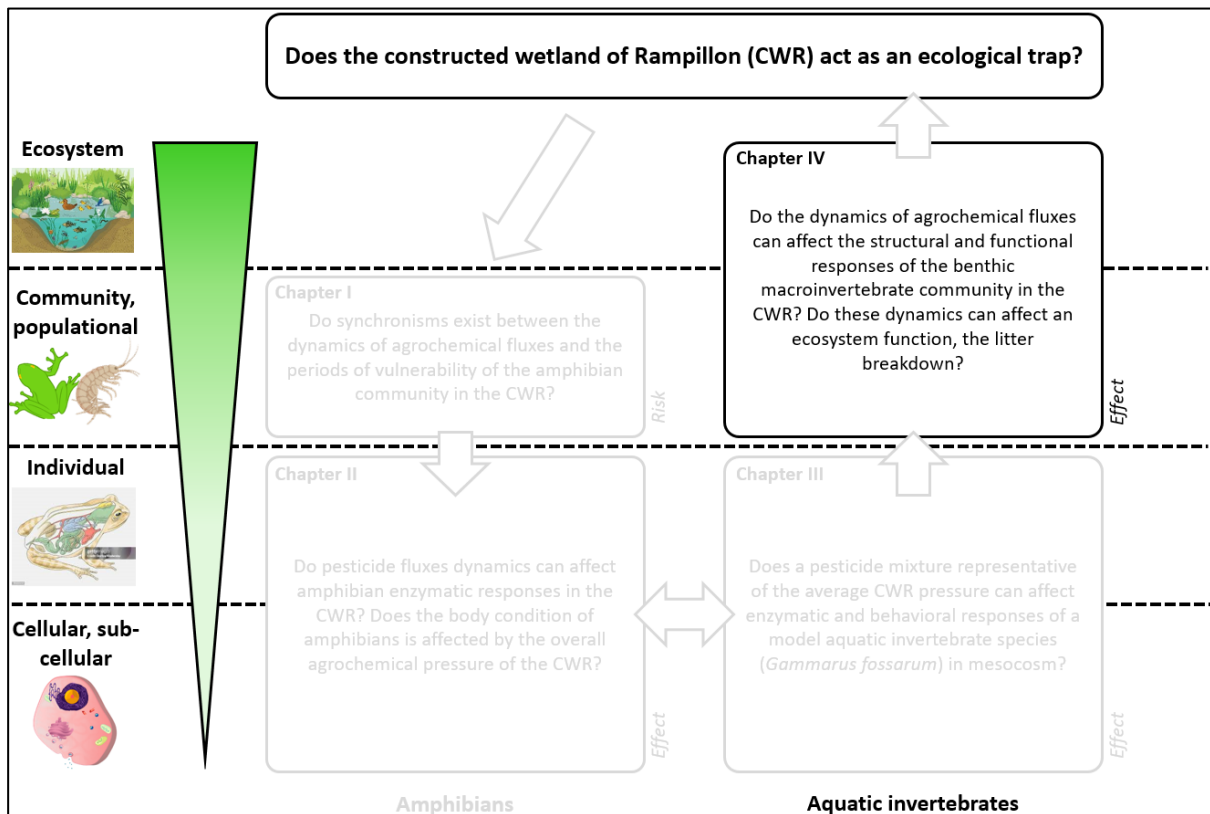 Does the constructed wetland of Rampillon (CWR) act as an ecological trap?
Ecosystem
Chapter IV
Do the dynamics of agrochemical fluxes
can affect the structural and functional
responses of the benthic
macroinvertebrate community in the
CWR? Do these dynamics can affect an
ecosystem function, the litter
breakdown?
Effect
Community,
populational
Chapter I
Do synchronisms exist between the
dynamics of agrochemical fluxes and the
periods of vulnerability of the amphibian
community in the CWR?
Risk
Individual
Chapter II
Do pesticide fluxes dynamics can affect
amphibian enzymatic responses in the
CWR? Does the body condition of
amphibians is affected by the overall
agrochemical pressure of the CWR?
Effect
Chapter III
Does a pesticide mixture representative
of the average CWR pressure can affect
enzymatic and behavioral responses of a
model aquatic invertebrate species
(Gammarus fossarum) in mesocosm?
Effect
Cellular, sub-
cellular
Amphibians
Aquatic invertebrates